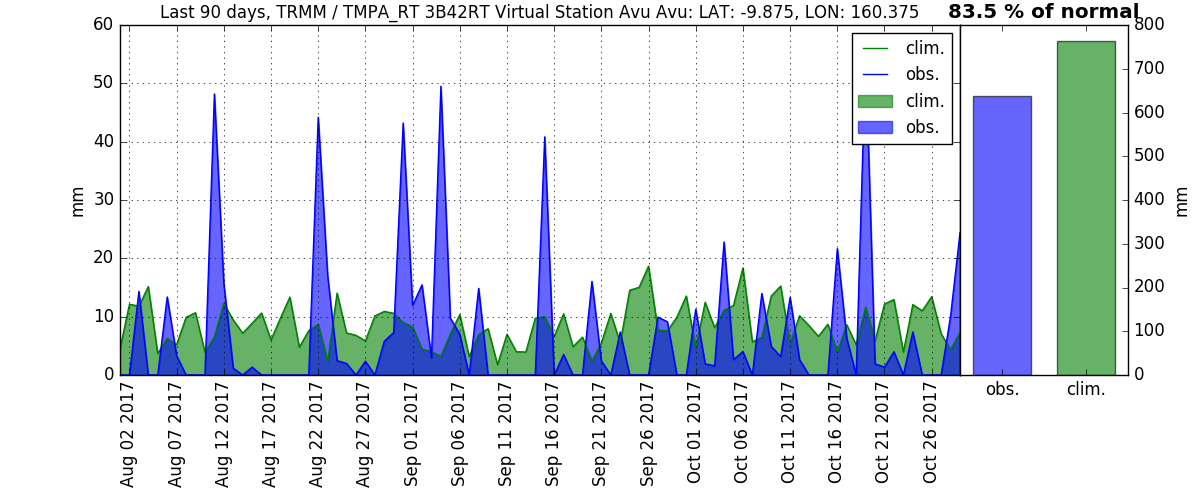 Last 90 days, TRMM / TMPA_RT 3B42RT Virtual Station Avu Avu: LAT: -9.875, LON: 160.375
83.5 % of normal
clim.
obs.
clim.
obs.
mm
60
50
40
30
20
10
0
Aug 02 2017
Aug 07 2017
Aug 12 2017
Aug 17 2017
Aug 22 2017
Aug 27 2017
Sep 01 2017
Sep 06 2017
Sep 11 2017
Sep 16 2017
Sep 21 2017
Sep 26 2017
Oct 01 2017
Oct 06 2017
Oct 11 2017
Oct 16 2017
Oct 21 2017
Oct 26 2017
obs.
clim.
800
700
600
500
400
300
200
100
0
mm